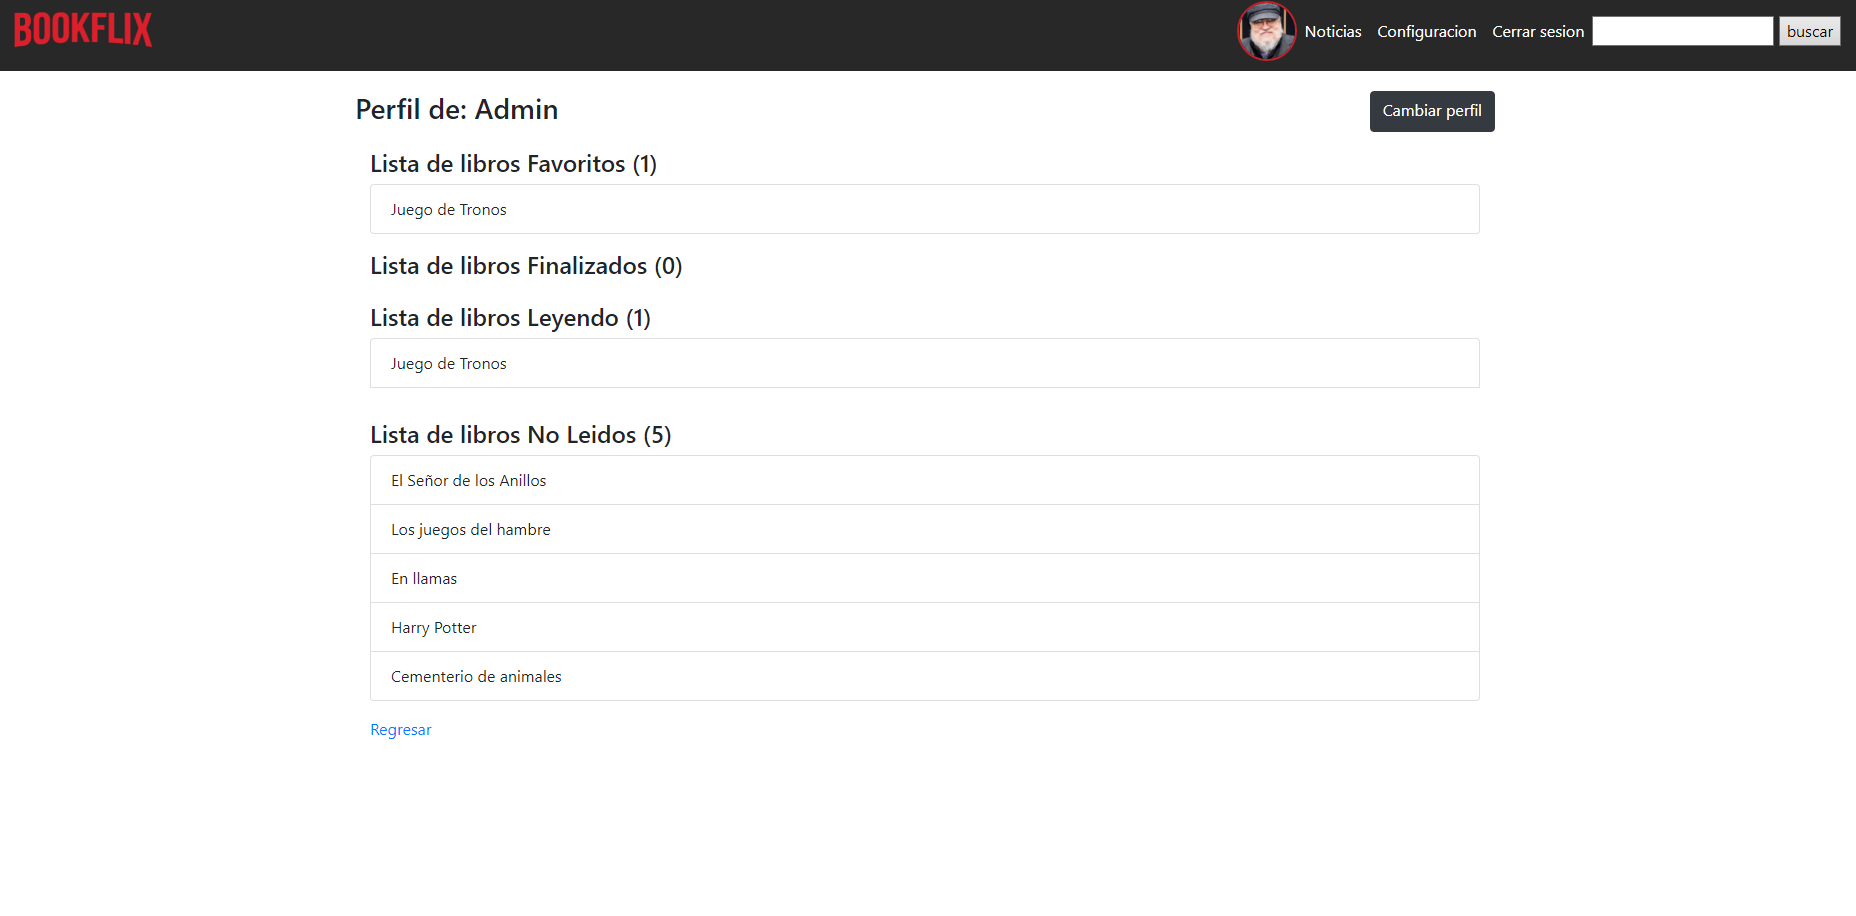 BOOKFLIX
Noticias Configuracion Cerrar sesion buscar
Perfil de: Admin
Cambiar perfil
Lista de libros Favoritos (1)
Juego de Tronos
Lista de libros Finalizados (0)
Lista de libros Leyendo (1)
Juego de Tronos
Lista de libros No Leidos (5)
El Señor de los Anillos
Los juegos del hambre
En llamas
Harry Potter
Cementerio de animales
Regresar